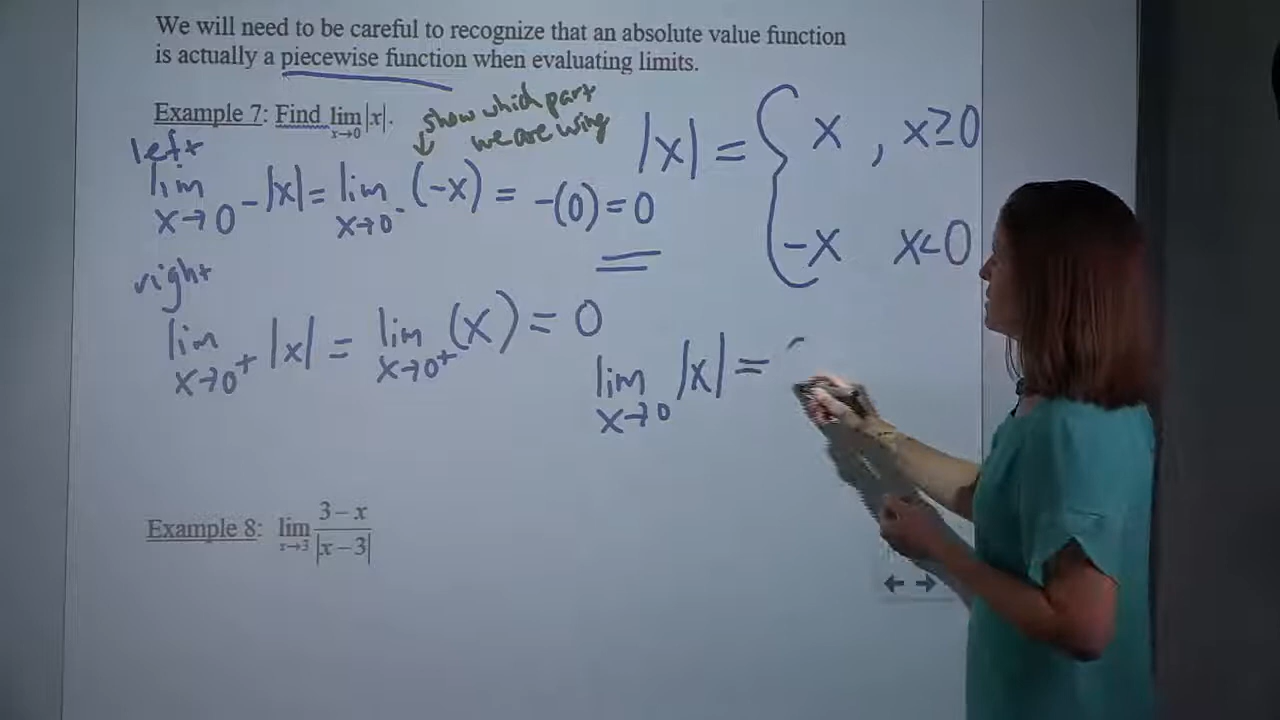 We will need to be careful to recognize that an absolute value function
is actually a piecewise function when evaluating limits.
Example 7: Find lim x→0 |x|.
show which part
we are using
↓
|x| = { x , x≥0
-x x<0
left
lim x→0⁻ |x| = lim x→0⁻ (-x) = -(0) = 0
right
lim x→0⁺ |x| = lim x→0⁺ (x) = 0
lim x→0 |x| =
Example 8: lim x→3 3-x / |x-3|
← →